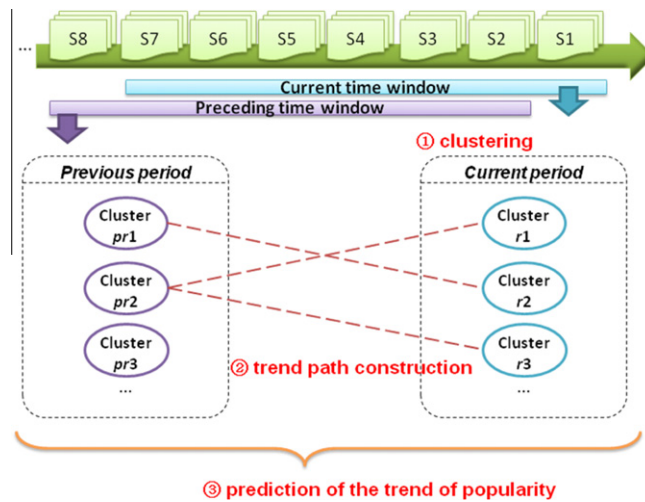 ... S8 S7 S6 S5 S4 S3 S2 S1
Current time window
Preceding time window
① clustering
Previous period
Current period
Cluster
pr1
Cluster
r1
Cluster
pr2
Cluster
r2
Cluster
pr3
Cluster
r3
...
...
② trend path construction
③ prediction of the trend of popularity